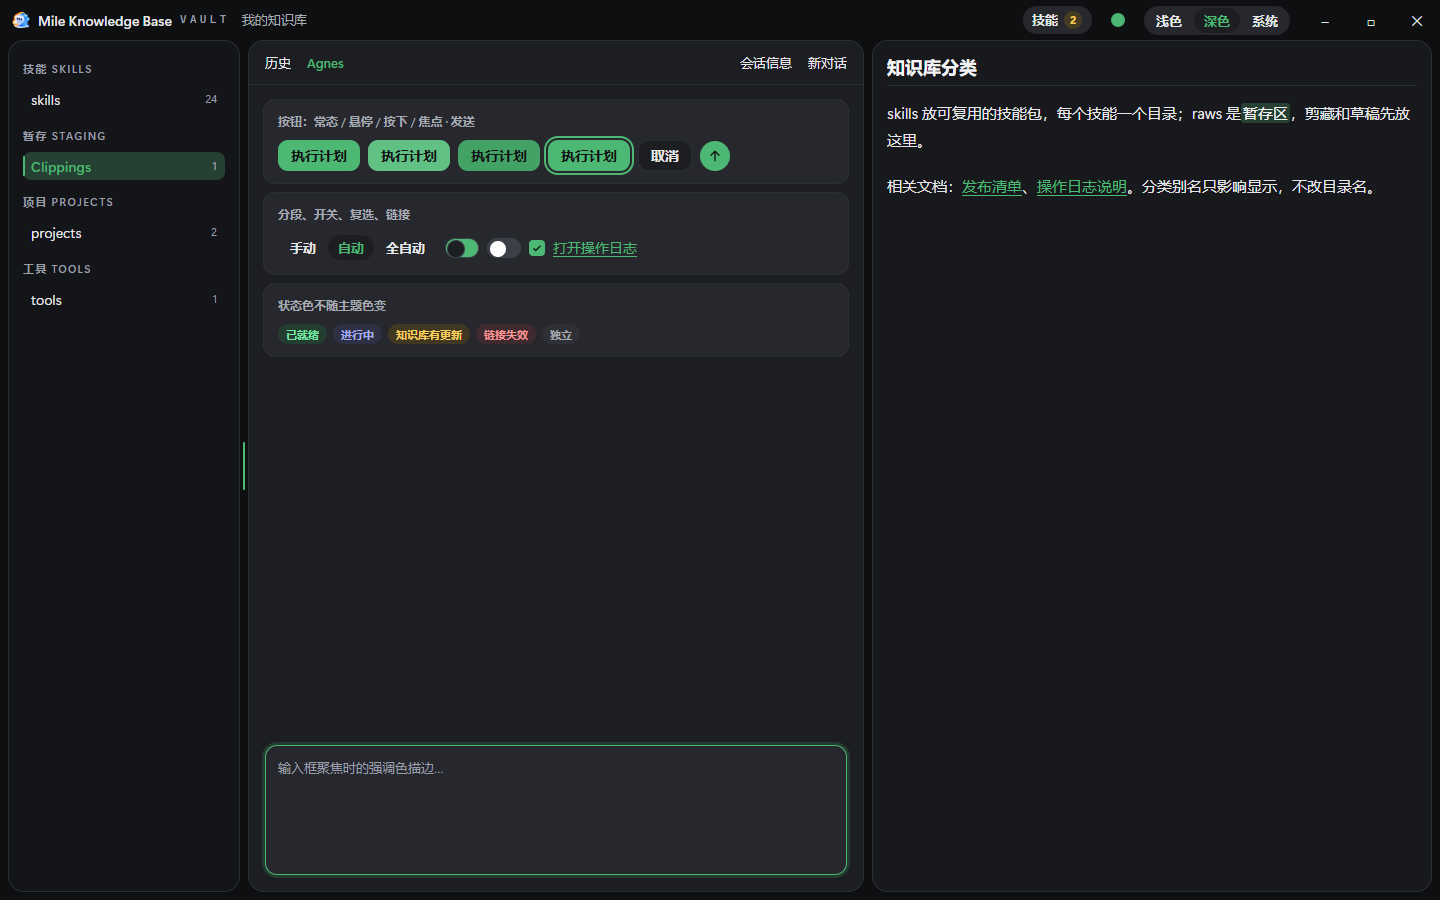 Mile Knowledge Base VAULT 我的知识库
技能 2
浅色 深色 系统
技能 SKILLS
skills 24
暂存 STAGING
Clippings 1
项目 PROJECTS
projects 2
工具 TOOLS
tools 1
历史 Agnes 会话信息 新对话
按钮：常态 / 悬停 / 按下 / 焦点 · 发送
执行计划 执行计划 执行计划 执行计划 取消
分段、开关、复选、链接
手动 自动 全自动 打开操作日志
状态色不随主题色变
已就绪 进行中 知识库有更新 链接失效 独立
输入框聚焦时的强调色描边...
知识库分类
skills 放可复用的技能包，每个技能一个目录；raws 是暂存区，剪藏和草稿先放
这里。
相关文档：发布清单、操作日志说明。分类别名只影响显示，不改目录名。